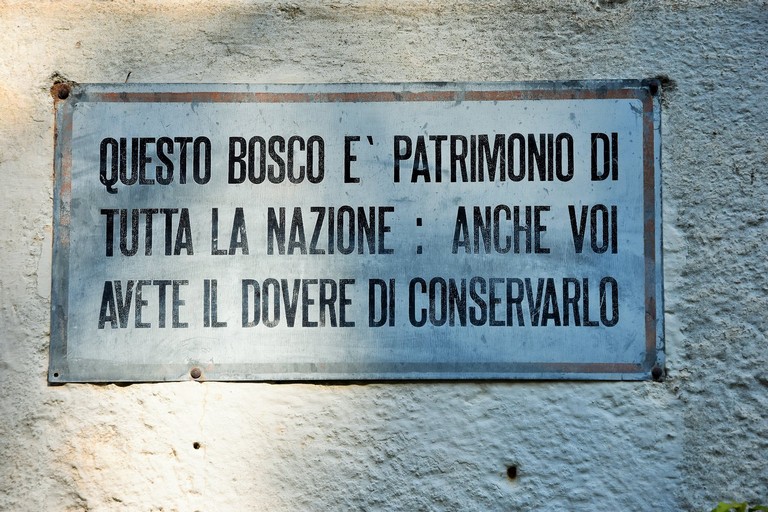 QUESTO BOSCO E` PATRIMONIO DI
TUTTA LA NAZIONE : ANCHE VOI
AVETE IL DOVERE DI CONSERVARLO